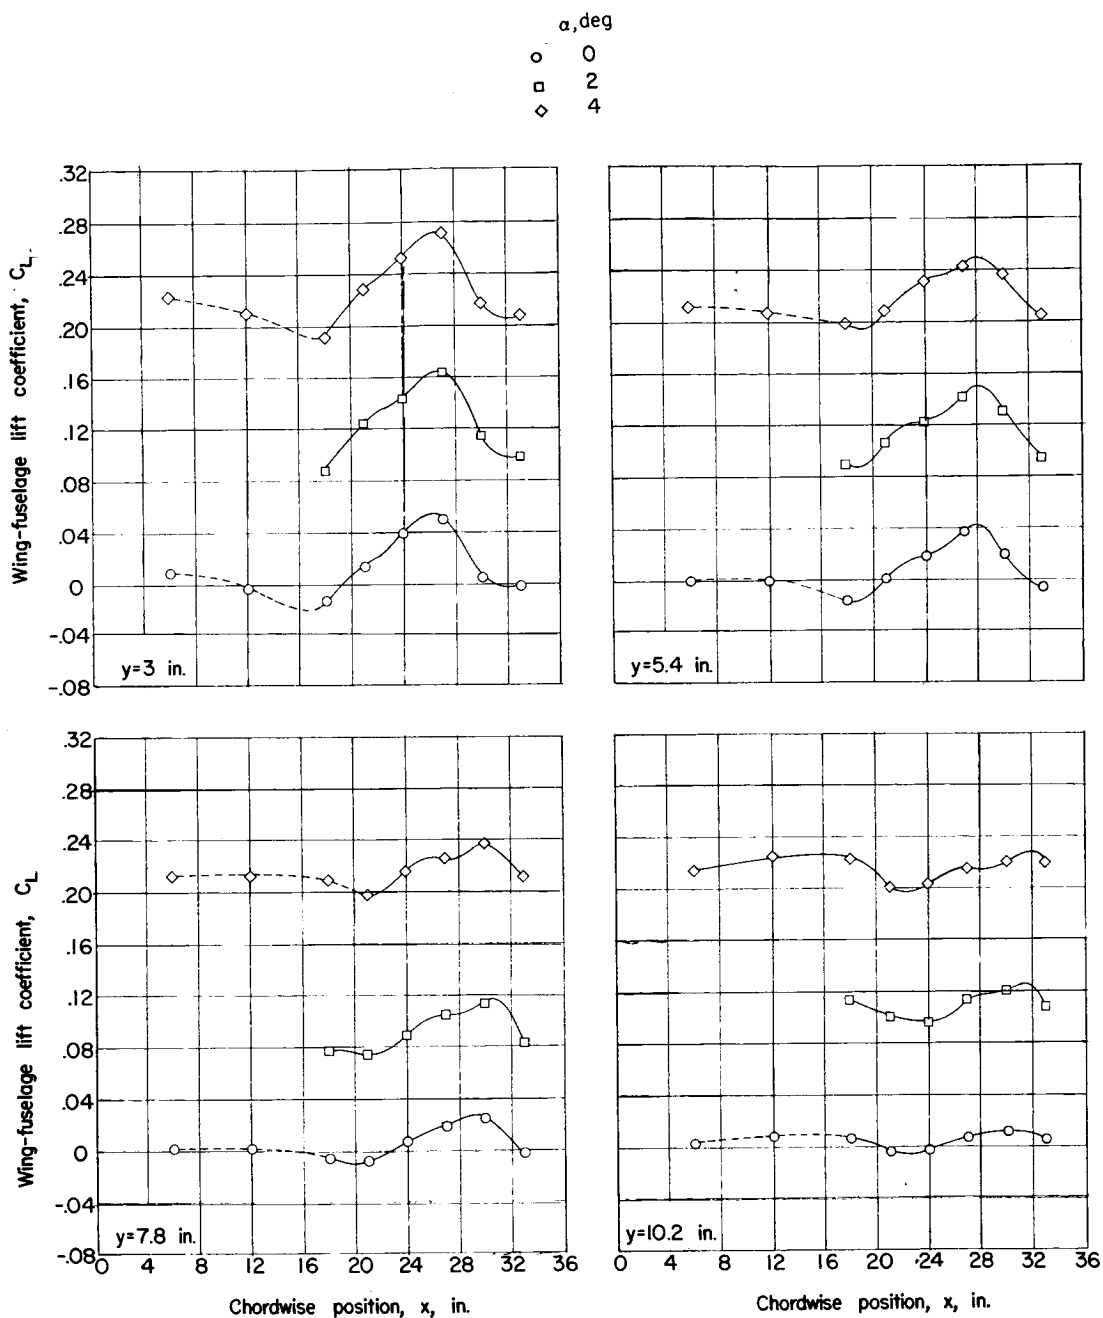 α, deg
0
2
4
.32
.28
.24
.20
.16
.12
.08
.04
0
-.04
-.08
Wing-fuselage lift coefficient, C_L
y=3 in.
y=5.4 in.
.32
.28
.24
.20
.16
.12
.08
.04
0
-.04
-.08
Wing-fuselage lift coefficient, C_L
y=7.8 in.
y=10.2 in.
0 4 8 12 16 20 24 28 32 36
0 4 8 12 16 20 24 28 32 36
Chordwise position, x, in.
Chordwise position, x, in.